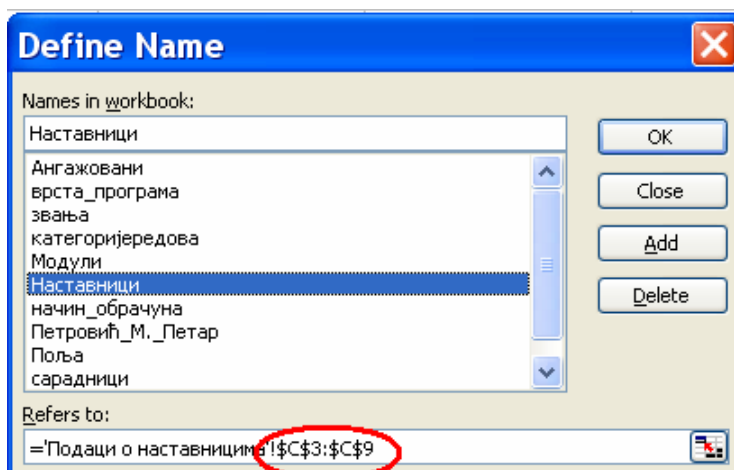 Define Name
Names in workbook:
Наставници
OK
Ангажовани
врста_програма
звања
категоријередова
Модули
Наставници
начин_обрачуна
Петровић_М._Петар
Поља
сарадници
Close
Add
Delete
Refers to:
='Подаци о наставницима'!$C$3:$C$9